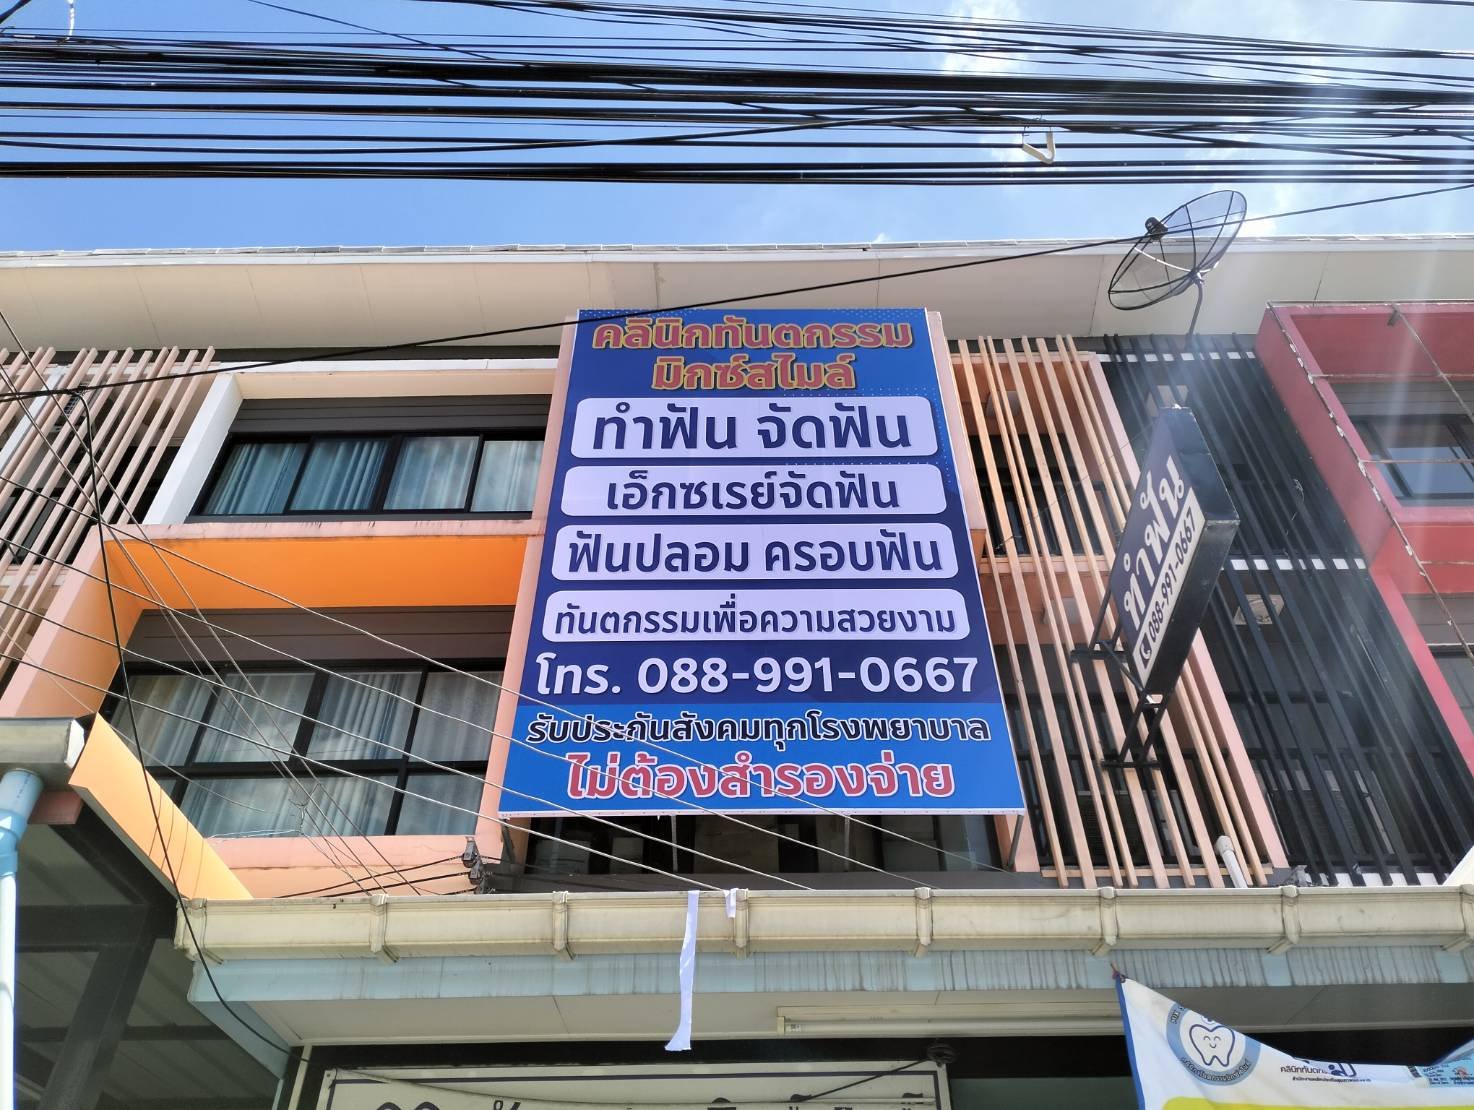 คลินิกทันตกรรม
มิกซ์สไมล์
ทำฟัน จัดฟัน
เอ็กซเรย์จัดฟัน
ฟันปลอม ครอบฟัน
ทันตกรรมเพื่อความสวยงาม
โทร. 088-991-0667
รับประกันสังคมทุกโรงพยาบาล
ไม่ต้องสำรองจ่าย
ทำฟัน
088-991-0667